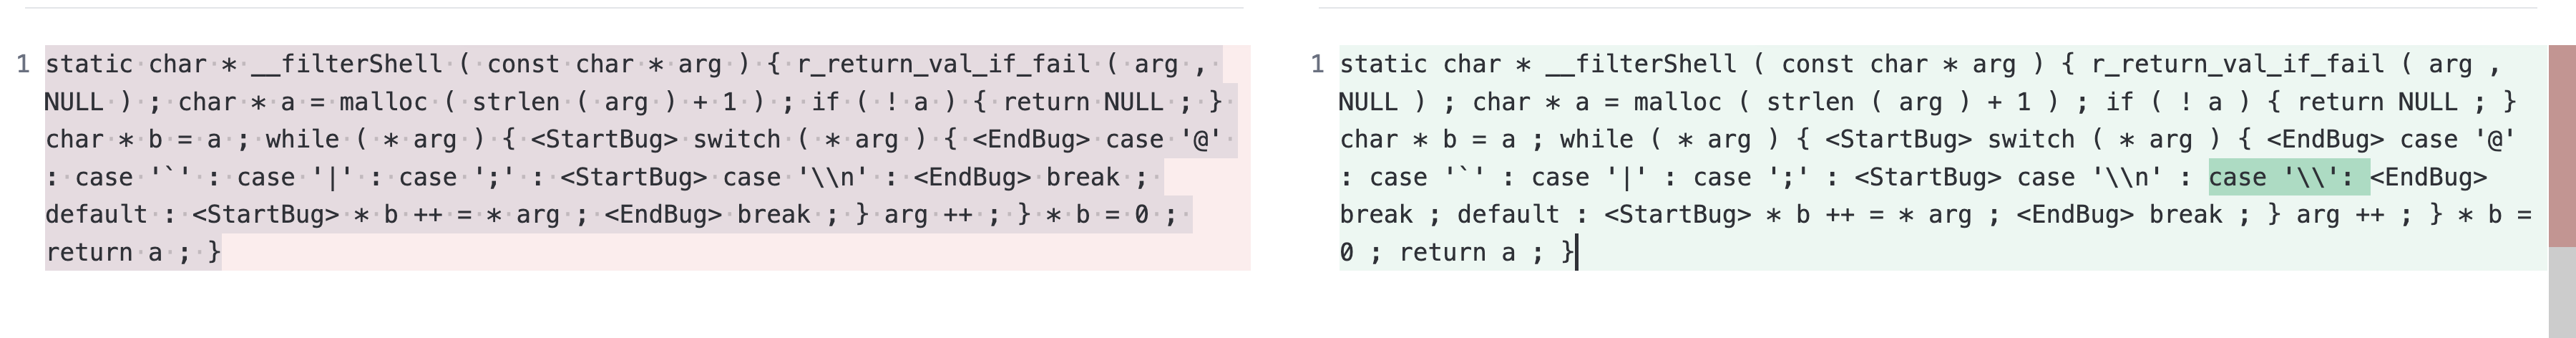 1 static char * __filterShell ( const char * arg ) { r_return_val_if_fail ( arg ,
NULL ) ; char * a = malloc ( strlen ( arg ) + 1 ) ; if ( ! a ) { return NULL ; }
char * b = a ; while ( * arg ) { <StartBug> switch ( * arg ) { <EndBug> case '@'
: case '`' : case '|' : case ';' : <StartBug> case '\\n' : <EndBug> break ;
default : <StartBug> * b ++ = * arg ; <EndBug> break ; } arg ++ ; } * b = 0 ;
return a ; }
1 static char * __filterShell ( const char * arg ) { r_return_val_if_fail ( arg ,
NULL ) ; char * a = malloc ( strlen ( arg ) + 1 ) ; if ( ! a ) { return NULL ; }
char * b = a ; while ( * arg ) { <StartBug> switch ( * arg ) { <EndBug> case '@'
: case '`' : case '|' : case ';' : <StartBug> case '\\n' : case '\\': <EndBug>
break ; default : <StartBug> * b ++ = * arg ; <EndBug> break ; } arg ++ ; } * b =
0 ; return a ; }